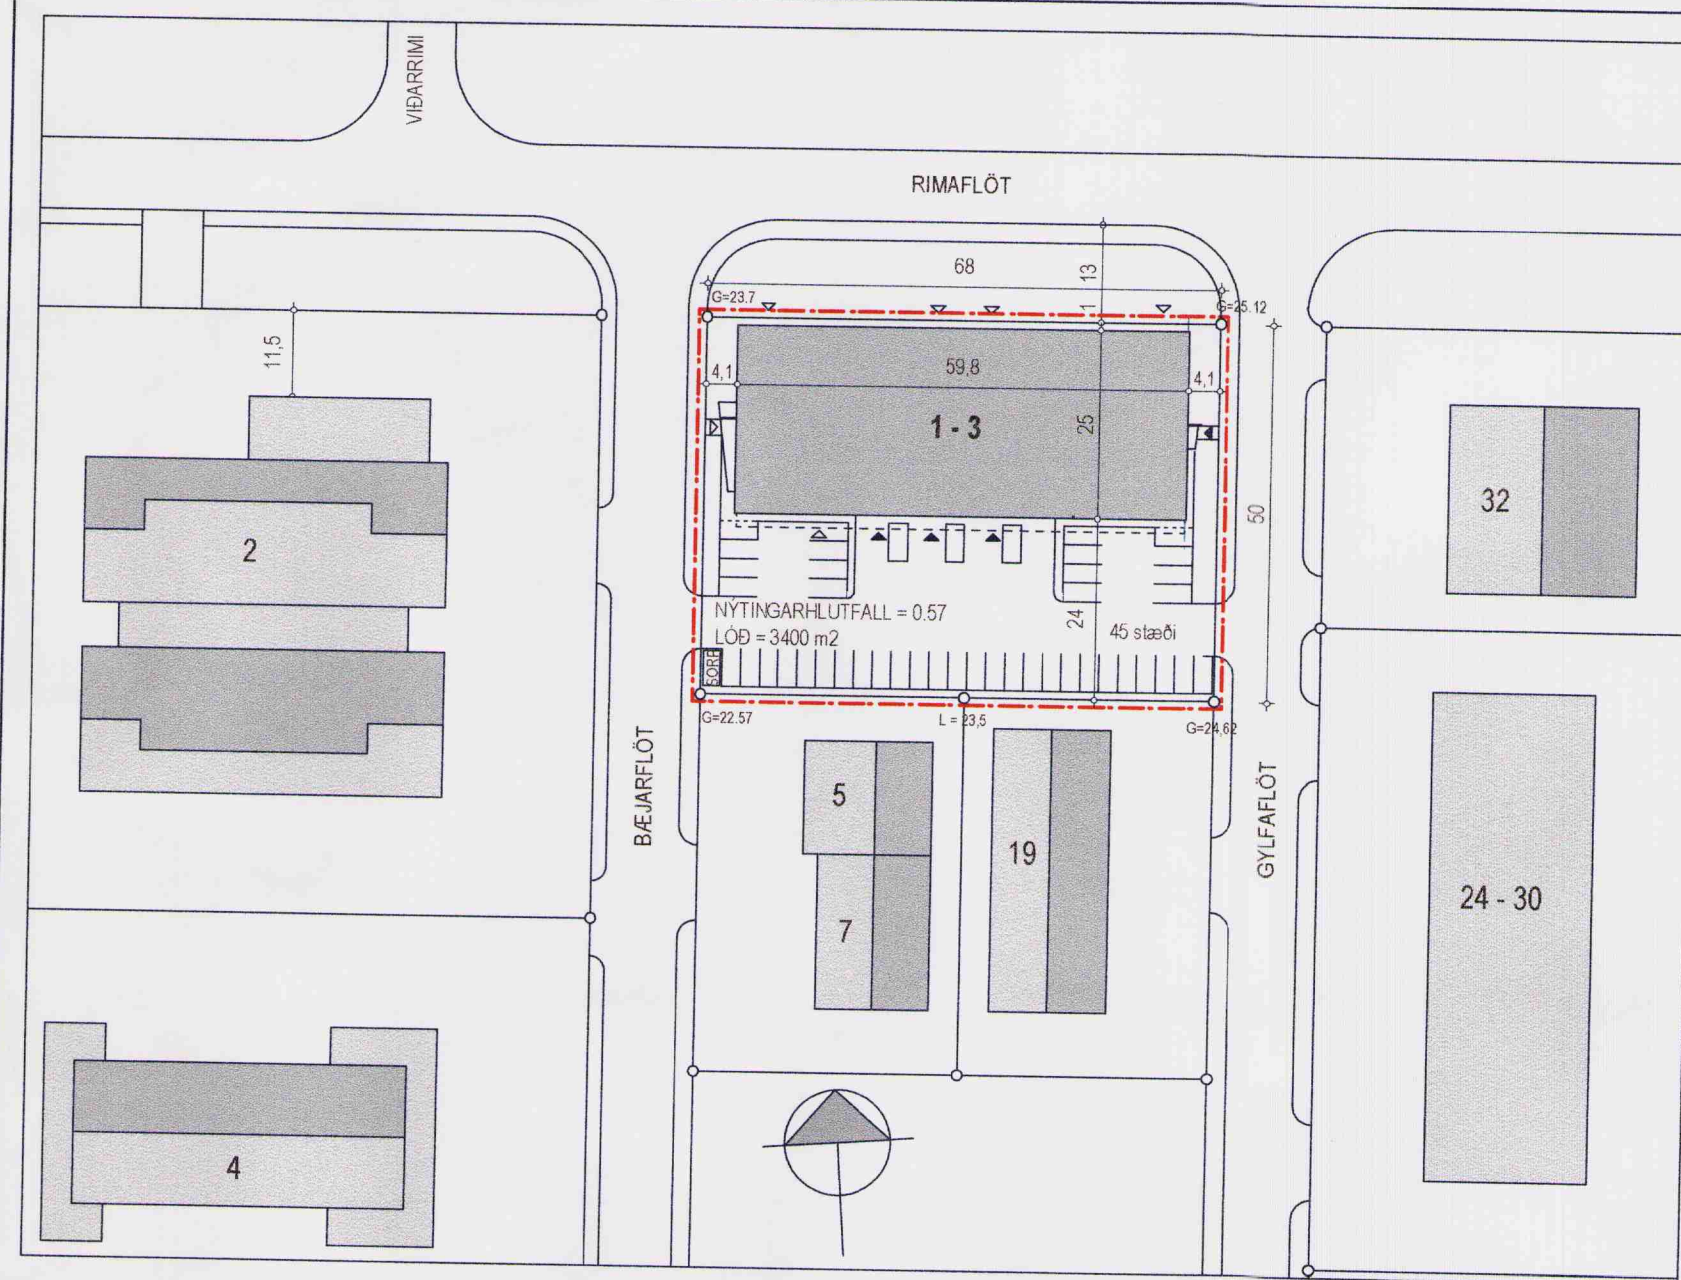 VIÐARRIMI
RIMAFLÖT
68
13
G=23.7
1
G=25.12
11,5
4,1
59,8
4,1
1 - 3
25
50
32
2
NÝTINGARHLUTFALL = 0.57
LÓÐ = 3400 m2
24
45 stæði
SORP
G=22.57
L = 23,5
G=24,62
BÆJARFLÖT
5
19
GYLFAFLÖT
7
24 - 30
4